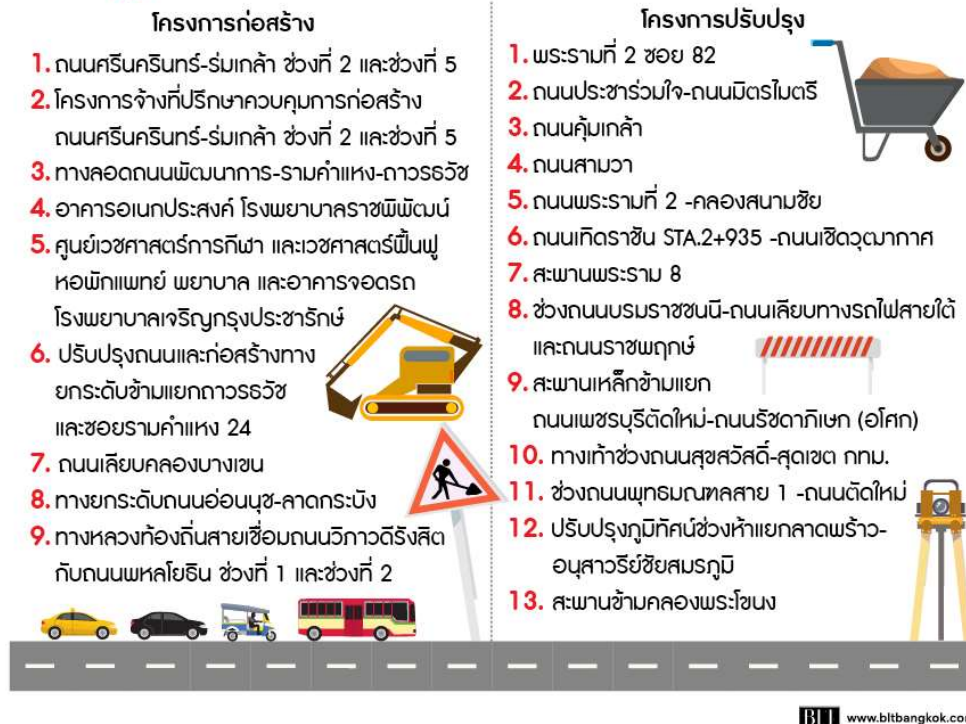 โครงการก่อสร้าง
1. ถนนศรีนครินทร์-ร่มเกล้า ช่วงที่ 2 และช่วงที่ 5
2. โครงการจ้างที่ปรึกษาควบคุมการก่อสร้าง
ถนนศรีนครินทร์-ร่มเกล้า ช่วงที่ 2 และช่วงที่ 5
3. ทางลอดถนนพัฒนาการ-รามคำแหง-ถาวรธวัช
4. อาคารอเนกประสงค์ โรงพยาบาลราชพิพัฒน์
5. ศูนย์เวชศาสตร์การกีฬา และเวชศาสตร์ฟื้นฟู
หอพักแพทย์ พยาบาล และอาคารจอดรถ
โรงพยาบาลเจริญกรุงประชารักษ์
6. ปรับปรุงถนนและก่อสร้างทาง
ยกระดับข้ามแยกถาวรธวัช
และซอยรามคำแหง 24
7. ถนนเลียบคลองบางเขน
8. ทางยกระดับถนนอ่อนนุช-ลาดกระบัง
9. ทางหลวงท้องถิ่นสายเชื่อมถนนวิภาวดีรังสิต
กับถนนพหลโยธิน ช่วงที่ 1 และช่วงที่ 2
โครงการปรับปรุง
1. พระรามที่ 2 ซอย 82
2. ถนนประชาร่วมใจ-ถนนมิตรไมตรี
3. ถนนคุ้มเกล้า
4. ถนนสามวา
5. ถนนพระรามที่ 2 -คลองสนามชัย
6. ถนนเทิดราชัน STA.2+935 -ถนนเชิดวุฒากาศ
7. สะพานพระราม 8
8. ช่วงถนนบรมราชชนนี-ถนนเลียบทางรถไฟสายใต้
และถนนราชพฤกษ์
9. สะพานเหล็กข้ามแยก
ถนนเพชรบุรีตัดใหม่-ถนนรัชดาภิเษก (อโศก)
10. ทางเท้าช่วงถนนสุขสวัสดิ์-สุดเขต กทม.
11. ช่วงถนนพุทธมณฑลสาย 1 -ถนนตัดใหม่
12. ปรับปรุงภูมิทัศน์ช่วงห้าแยกลาดพร้าว-
อนุสาวรีย์ชัยสมรภูมิ
13. สะพานข้ามคลองพระโขนง
BLT www.bltbangkok.co